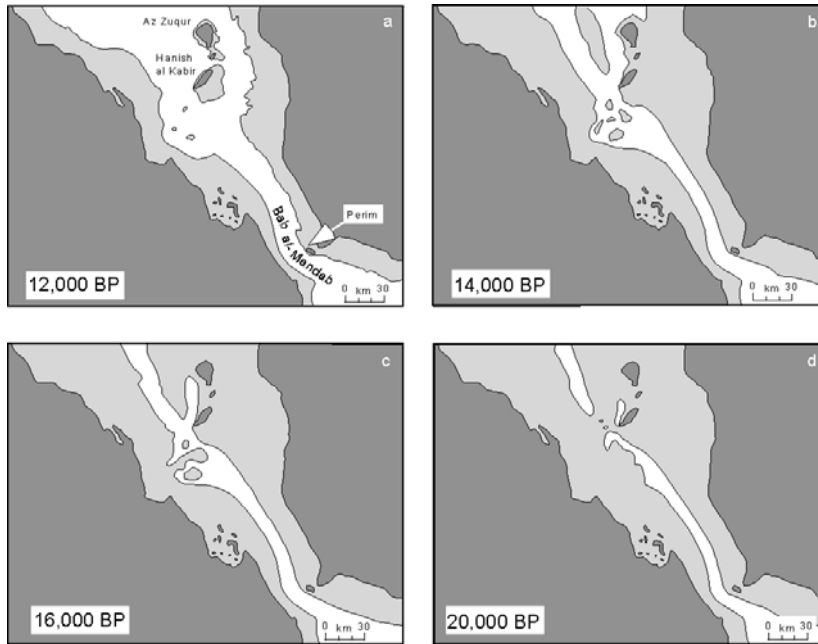 a
Az Zuqur
Hanish
al Kabir
Perim
Bab al-Mandab
12,000 BP
0 km 30
b
14,000 BP
0 km 30
c
16,000 BP
0 km 30
d
20,000 BP
0 km 30